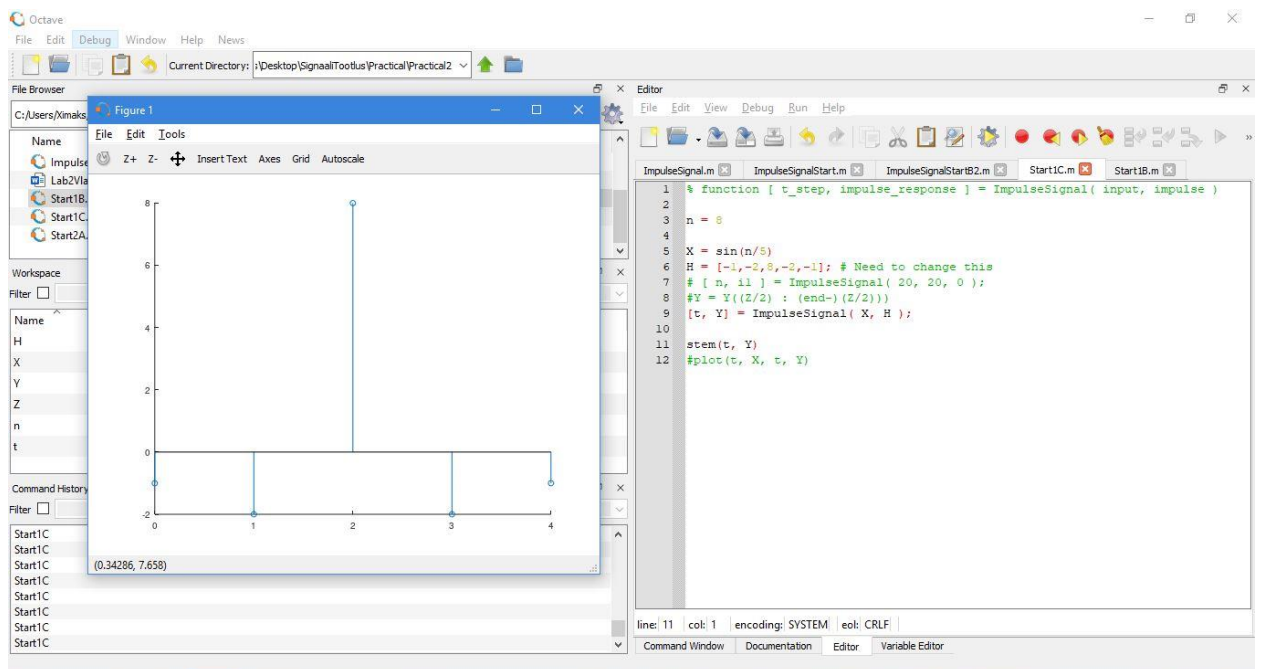 Octave
File Edit Debug Window Help News
Current Directory: :\Desktop\SignaaliTootlus\Practical\Practical2
File Browser
C:/Users/Ximaks
Name
Impulse
Lab2Vla
Start1B.
Start1C.
Start2A.
Workspace
Filter
Name
H
X
Y
Z
n
t
Command History
Filter
Start1C
Start1C
Start1C
Start1C
Start1C
Start1C
Start1C
Start1C
Figure 1
File Edit Tools
Z+ Z- Insert Text Axes Grid Autoscale
8
6
4
2
0
-2
0 1 2 3 4
(0.34286, 7.658)
Editor
File Edit View Debug Run Help
ImpulseSignal.m ImpulseSignalStart.m ImpulseSignalStartB2.m Start1C.m Start1B.m
1 % function [ t_step, impulse_response ] = ImpulseSignal( input, impulse )
2
3 n = 8
4
5 X = sin(n/5)
6 H = [-1,-2,8,-2,-1]; # Need to change this
7 # [ n, i1 ] = ImpulseSignal( 20, 20, 0 );
8 #Y = Y((Z/2) : (end-)(Z/2)))
9 [t, Y] = ImpulseSignal( X, H );
10
11 stem(t, Y)
12 #plot(t, X, t, Y)
line: 11 col: 1 encoding: SYSTEM eol: CRLF
Command Window Documentation Editor Variable Editor